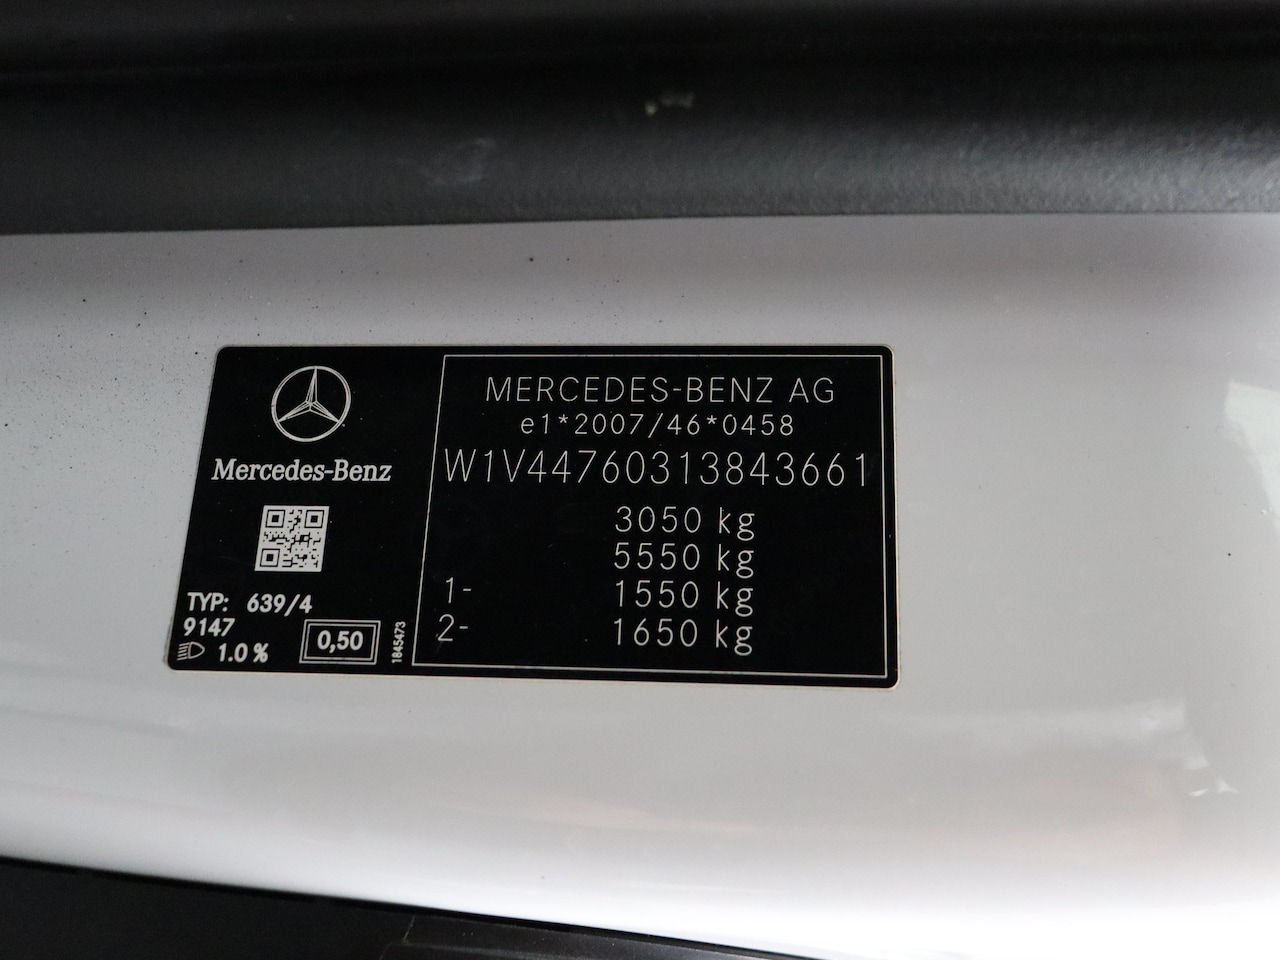 Mercedes-Benz
TYP: 639/4
9147
1.0 %
0,50
1845473
MERCEDES-BENZ AG
e1*2007/46*0458
W1V44760313843661
3050 kg
5550 kg
1- 1550 kg
2- 1650 kg